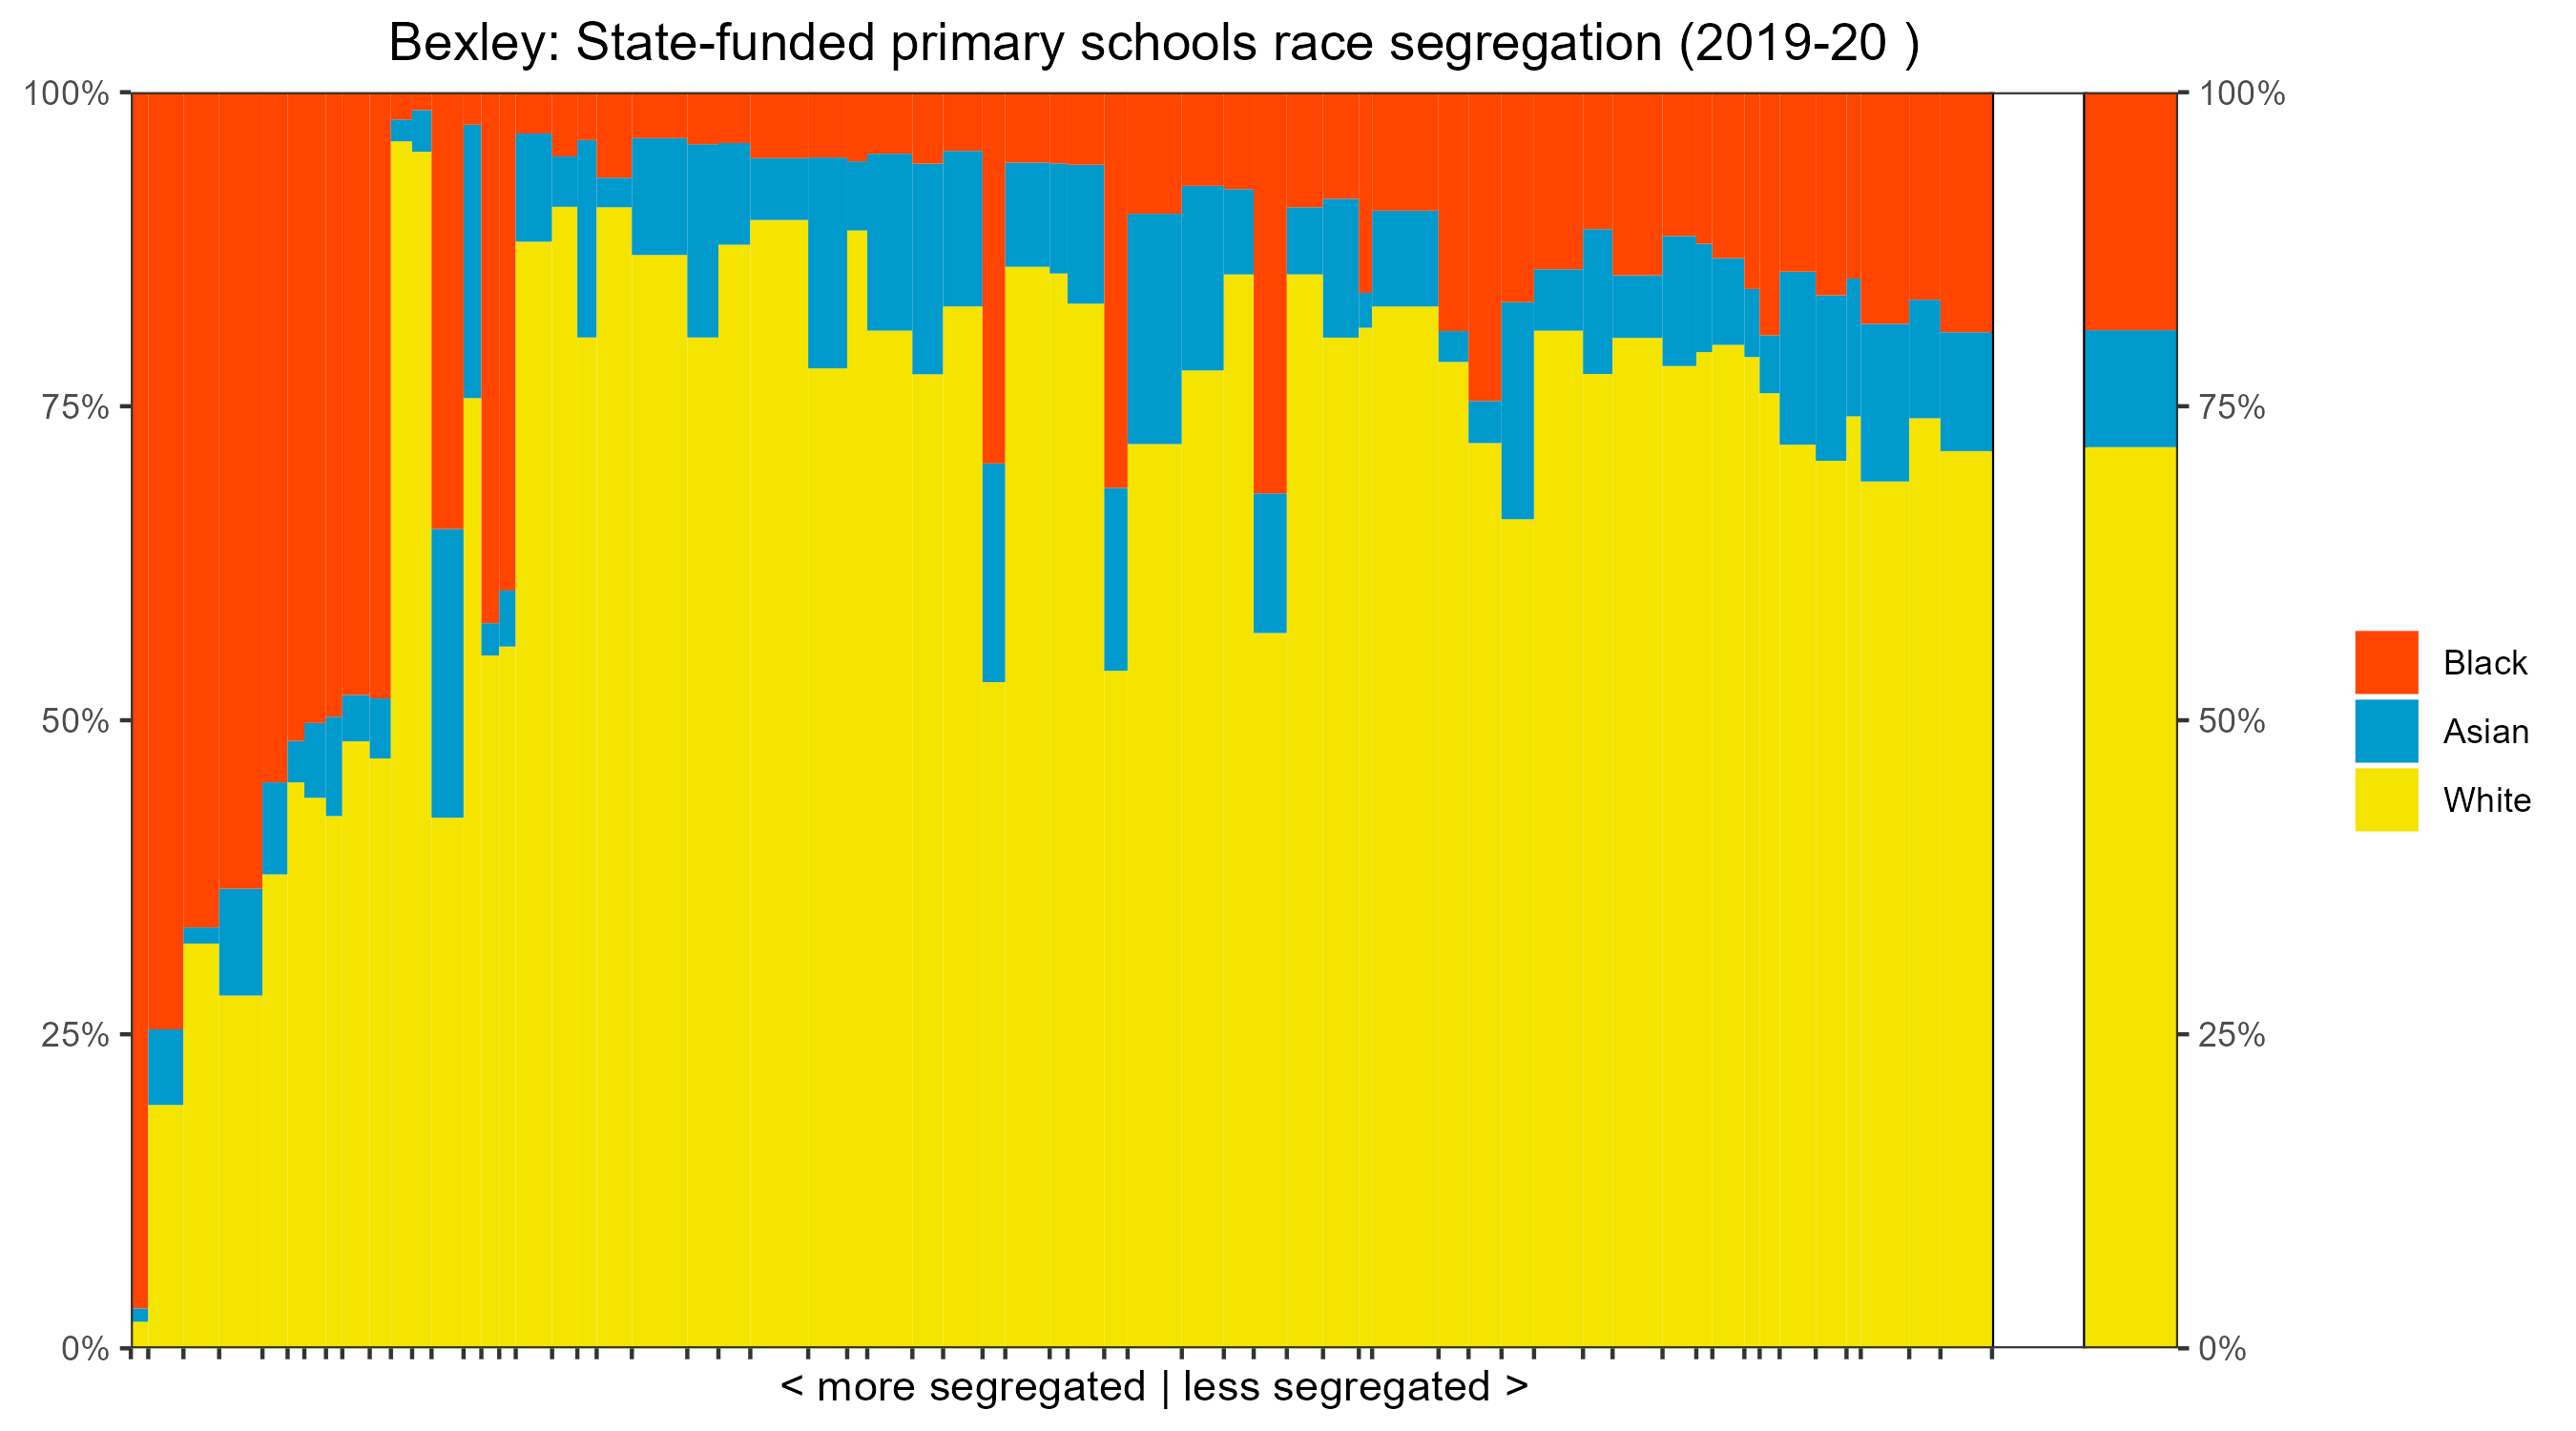 Bexley: State-funded primary schools race segregation (2019-20 )
100%
75%
50%
25%
0%
100%
75%
50%
25%
0%
Black
Asian
White
< more segregated | less segregated >